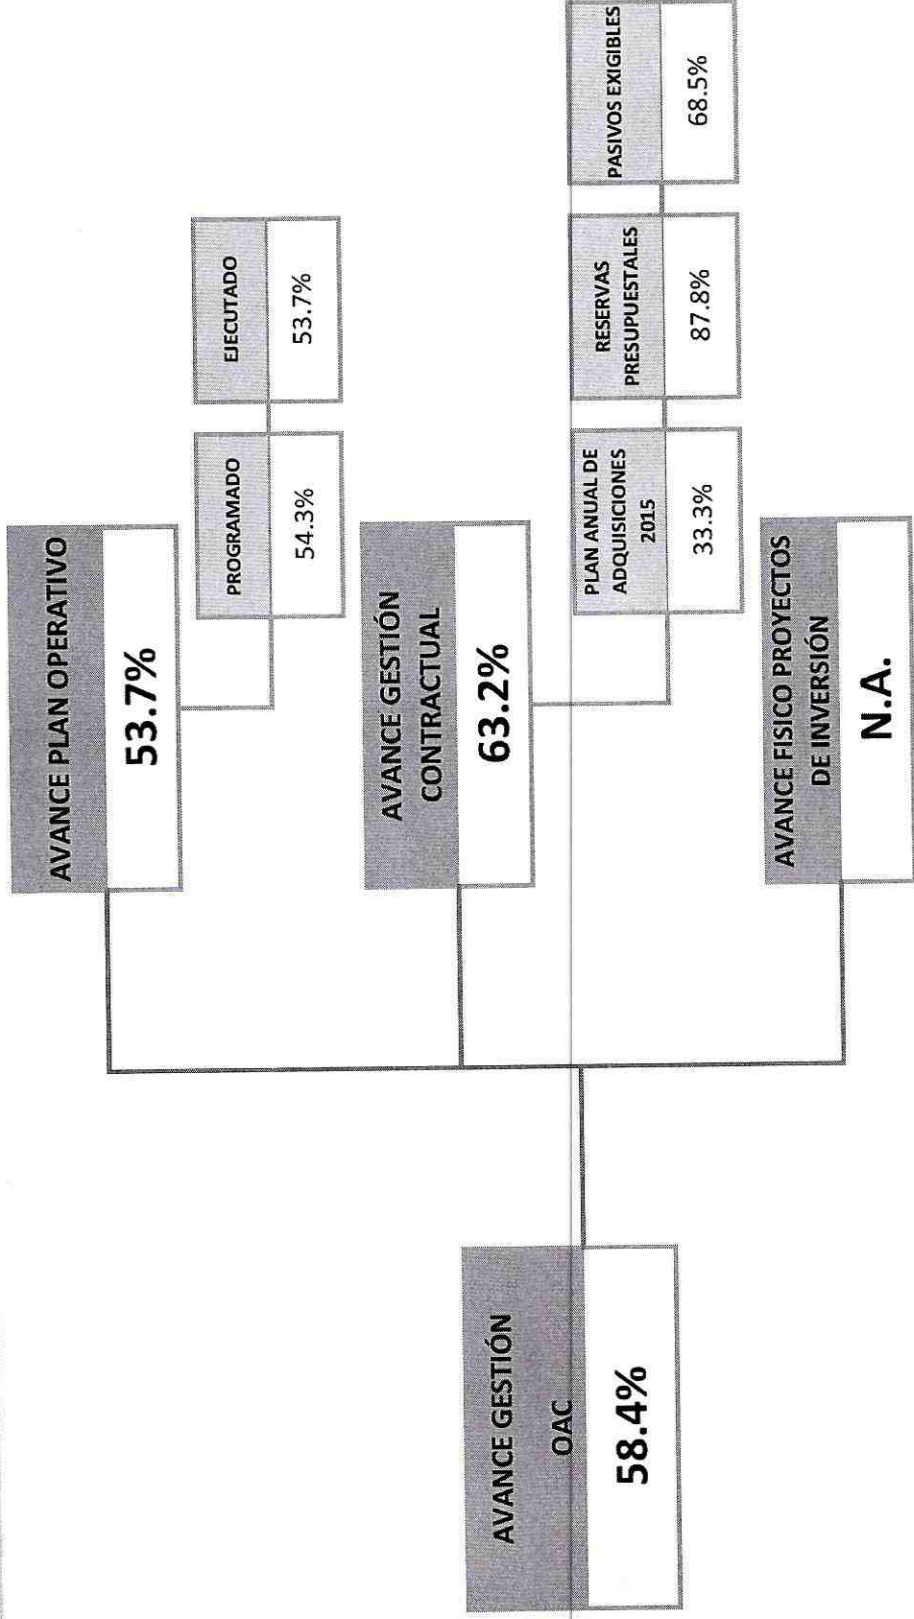 AVANCE GESTIÓN
OAC
58.4%
AVANCE PLAN OPERATIVO
53.7%
PROGRAMADO
54.3%
EJECUTADO
53.7%
AVANCE GESTIÓN
CONTRACTUAL
63.2%
PLAN ANUAL DE
ADQUISICIONES
2015
33.3%
RESERVAS
PRESUPUESTALES
87.8%
PASIVOS EXIGIBLES
68.5%
AVANCE FISICO PROYECTOS
DE INVERSIÓN
N.A.